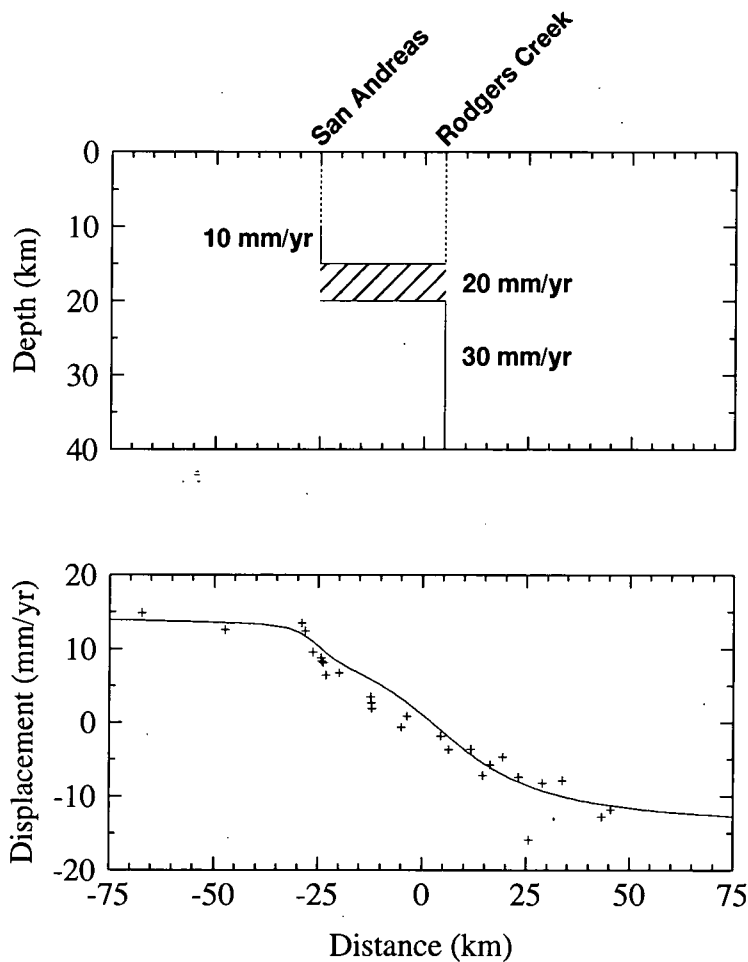 San Andreas
Rodgers Creek
0
10
20
30
40
Depth (km)
10 mm/yr
20 mm/yr
30 mm/yr
20
10
0
-10
-20
Displacement (mm/yr)
-75 -50 -25 0 25 50 75
Distance (km)